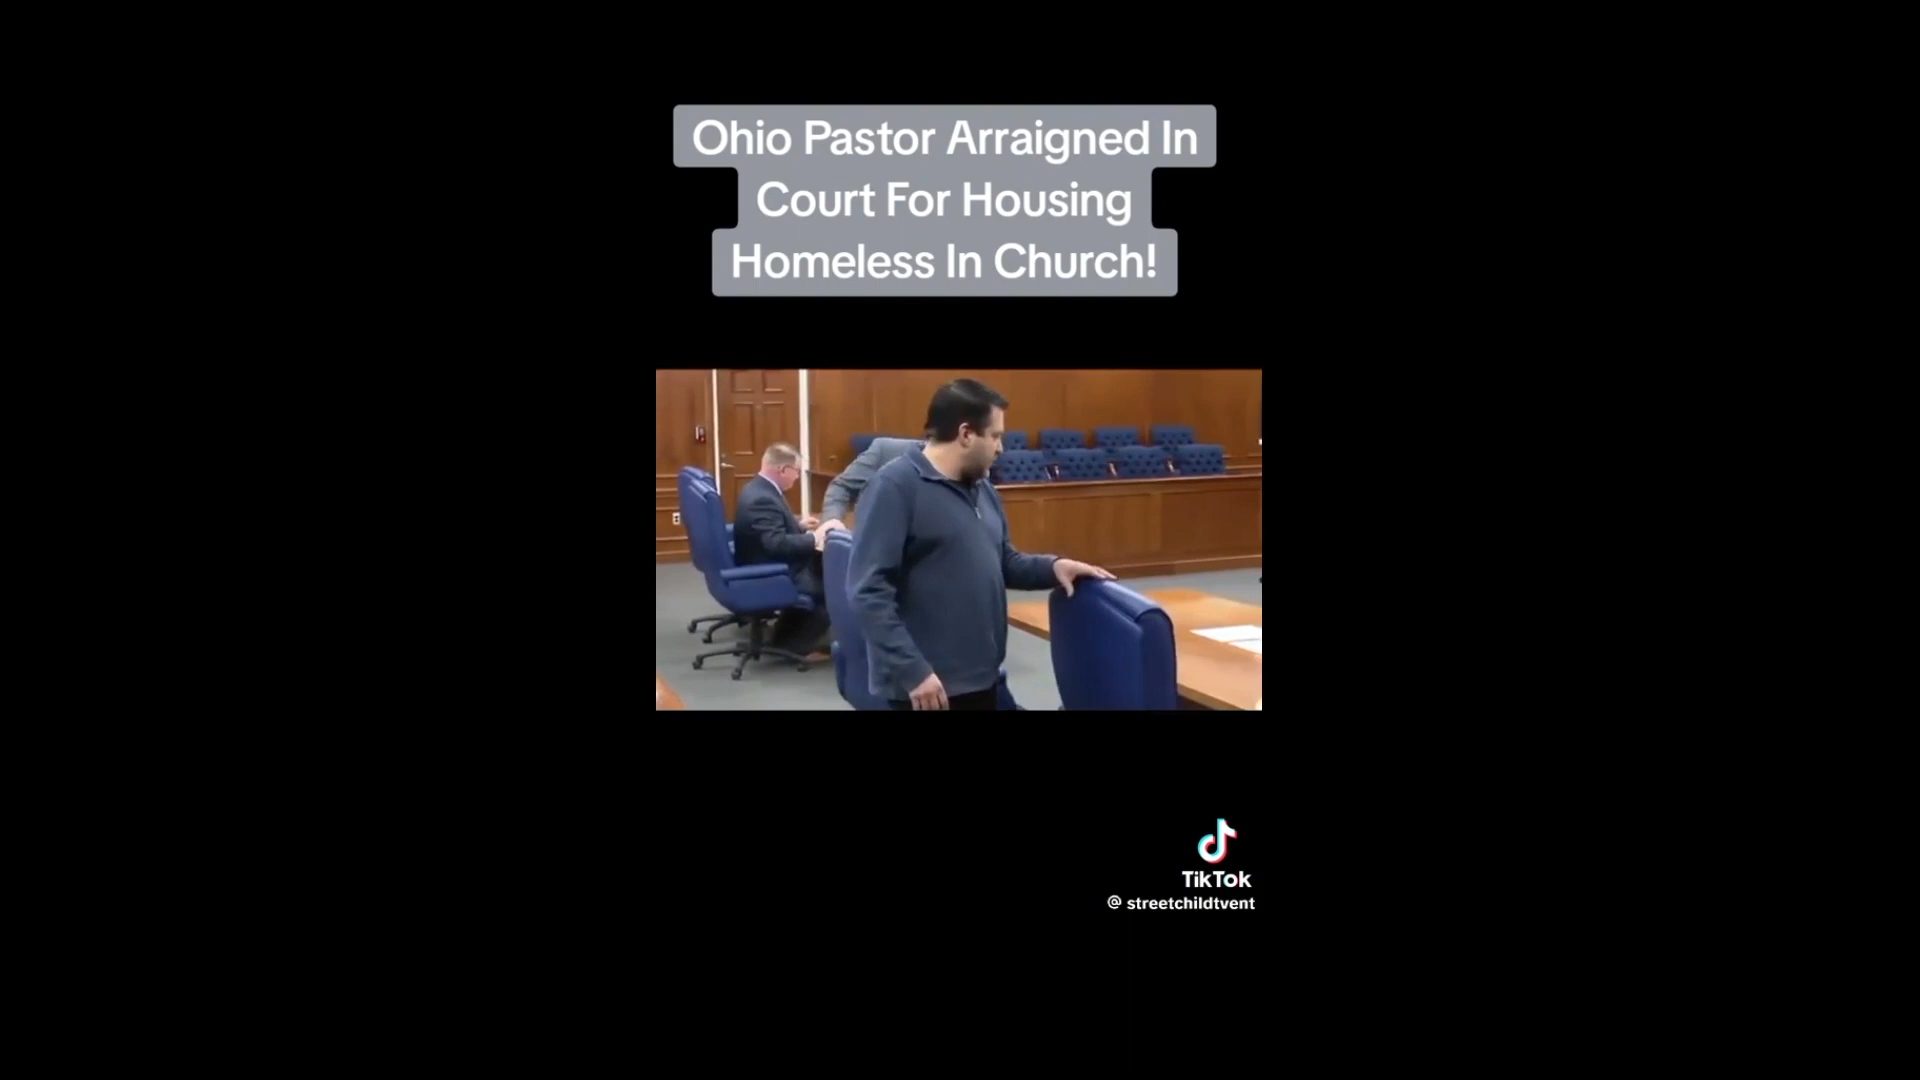 Ohio Pastor Arraigned In
Court For Housing
Homeless In Church!
TikTok
@ streetchildtvent